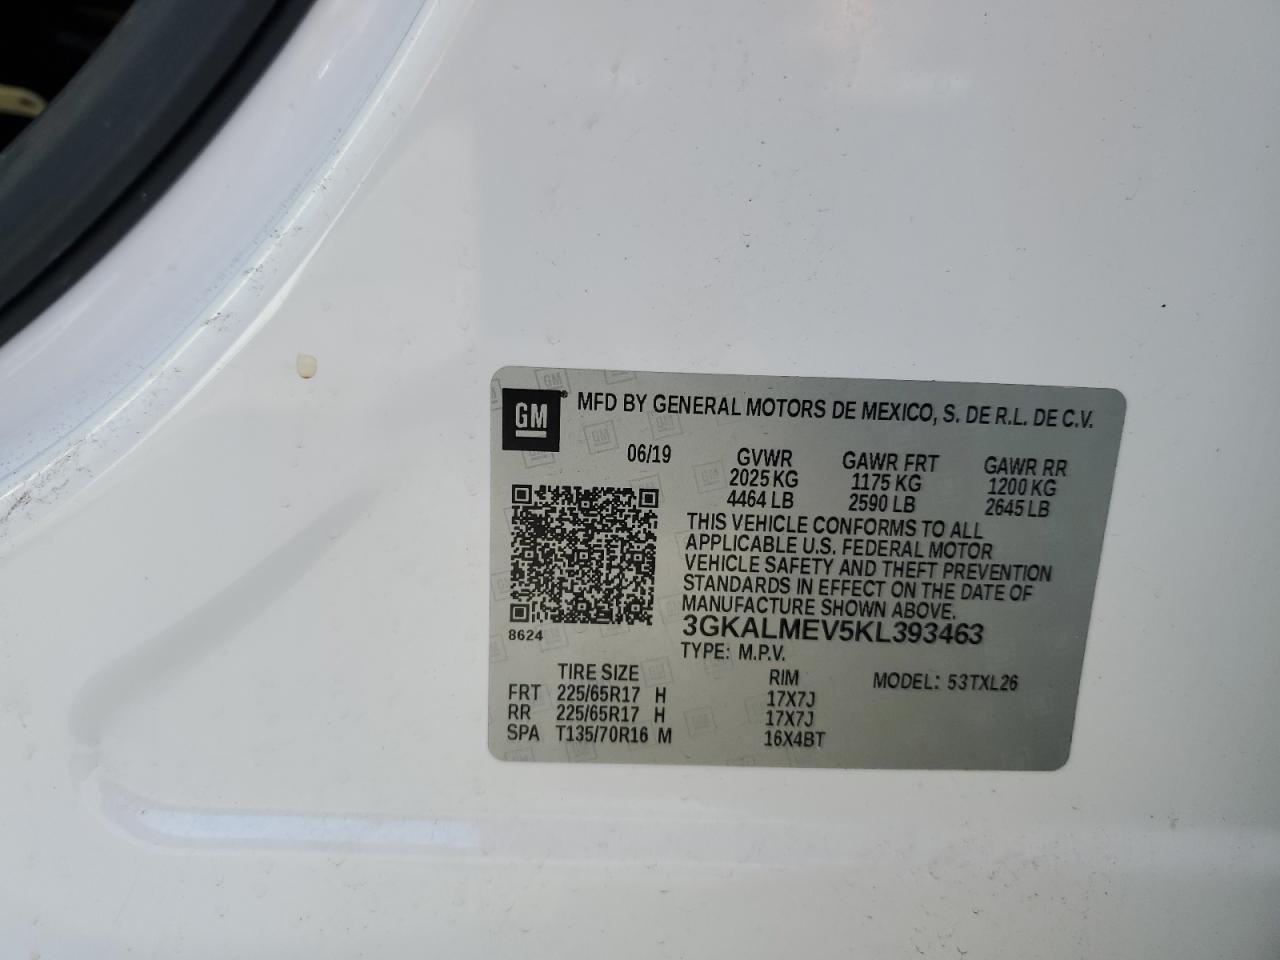 GM ® MFD BY GENERAL MOTORS DE MEXICO, S. DE R.L. DE C.V.
06/19 GVWR GAWR FRT GAWR RR
2025 KG 1175 KG 1200 KG
4464 LB 2590 LB 2645 LB
THIS VEHICLE CONFORMS TO ALL
APPLICABLE U.S. FEDERAL MOTOR
VEHICLE SAFETY AND THEFT PREVENTION
STANDARDS IN EFFECT ON THE DATE OF
MANUFACTURE SHOWN ABOVE.
8624 3GKALMEV5KL393463
TYPE: M.P.V.
TIRE SIZE RIM MODEL: 53TXL26
FRT 225/65R17 H 17X7J
RR 225/65R17 H 17X7J
SPA T135/70R16 M 16X4BT